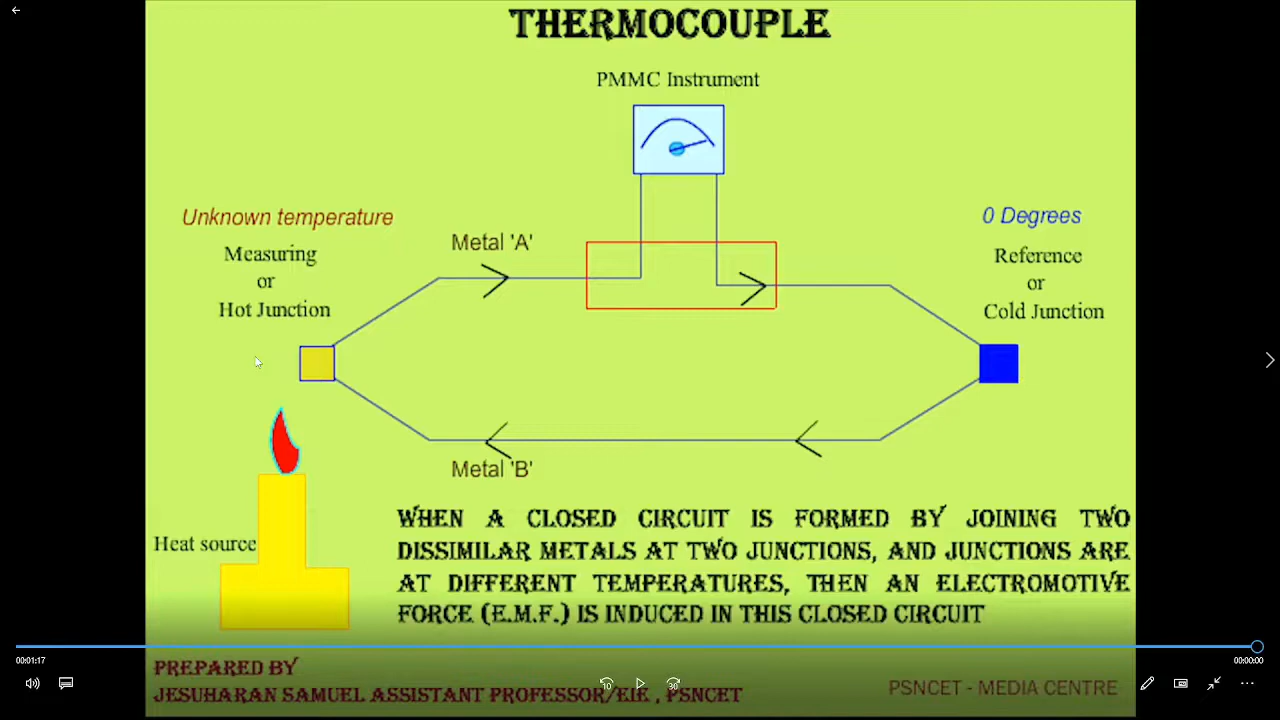 THERMOCOUPLE
PMMC Instrument
Unknown temperature
0 Degrees
Metal 'A'
Measuring
or
Hot Junction
Reference
or
Cold Junction
Metal 'B'
WHEN A CLOSED CIRCUIT IS FORMED BY JOINING TWO
DISSIMILAR METALS AT TWO JUNCTIONS, AND JUNCTIONS ARE
AT DIFFERENT TEMPERATURES, THEN AN ELECTROMOTIVE
FORCE (E.M.F.) IS INDUCED IN THIS CLOSED CIRCUIT
Heat source
00:01:17
00:00:00
PREPARED BY
JESUHARAN SAMUEL ASSISTANT PROFESSOR/EIE , PSNCET
10
30
PSNCET - MEDIA CENTRE